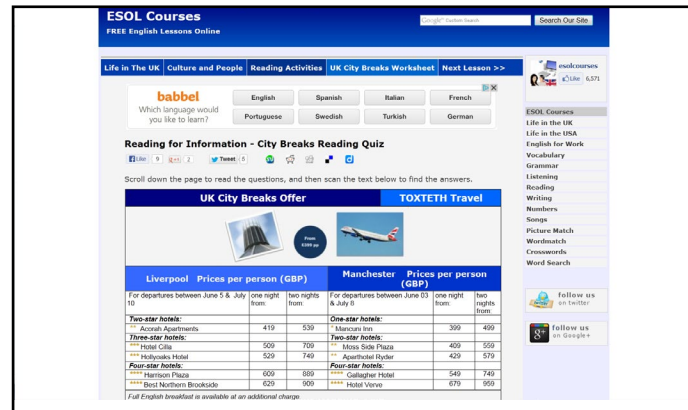 ESOL Courses
FREE English Lessons Online
Google Custom Search
Search Our Site
Life in The UK
Culture and People
Reading Activities
UK City Breaks Worksheet
Next Lesson >>
esolcourses
Like 6,571
babbel
Which language would
you like to learn?
English
Spanish
Italian
French
Portuguese
Swedish
Turkish
German
Reading for Information - City Breaks Reading Quiz
Like 9
Tweet 5
Scroll down the page to read the questions, and then scan the text below to find the answers.
UK City Breaks Offer
TOXTETH Travel
From
Liverpool Prices per person (GBP)
Manchester Prices per person
(GBP)
For departures between June 5 & July
10
one night
from:
two nights
from:
For departures between June 03
& July 8
one night
from:
two
nights
from:
Two-star hotels:
One-star hotels:
** Acorah Apartments 419 539
* Mancuni Inn 399 499
Three-star hotels:
Two-star hotels:
*** Hotel Cilla 509 709
** Moss Side Plaza 409 559
*** Hollyoaks Hotel 529 749
** Aparthotel Ryder 429 579
Four-star hotels:
Four-star hotels:
**** Harrison Plaza 609 889
**** Gallagher Hotel 549 749
**** Best Northern Brookside 629 909
**** Hotel Verve 679 959
Full English breakfast is available at an additional charge
ESOL Courses
Life in the UK
Life in the USA
English for Work
Vocabulary
Grammar
Listening
Reading
Writing
Numbers
Songs
Picture Match
Wordmatch
Crosswords
Word Search
follow us
on twitter
follow us
on Google+